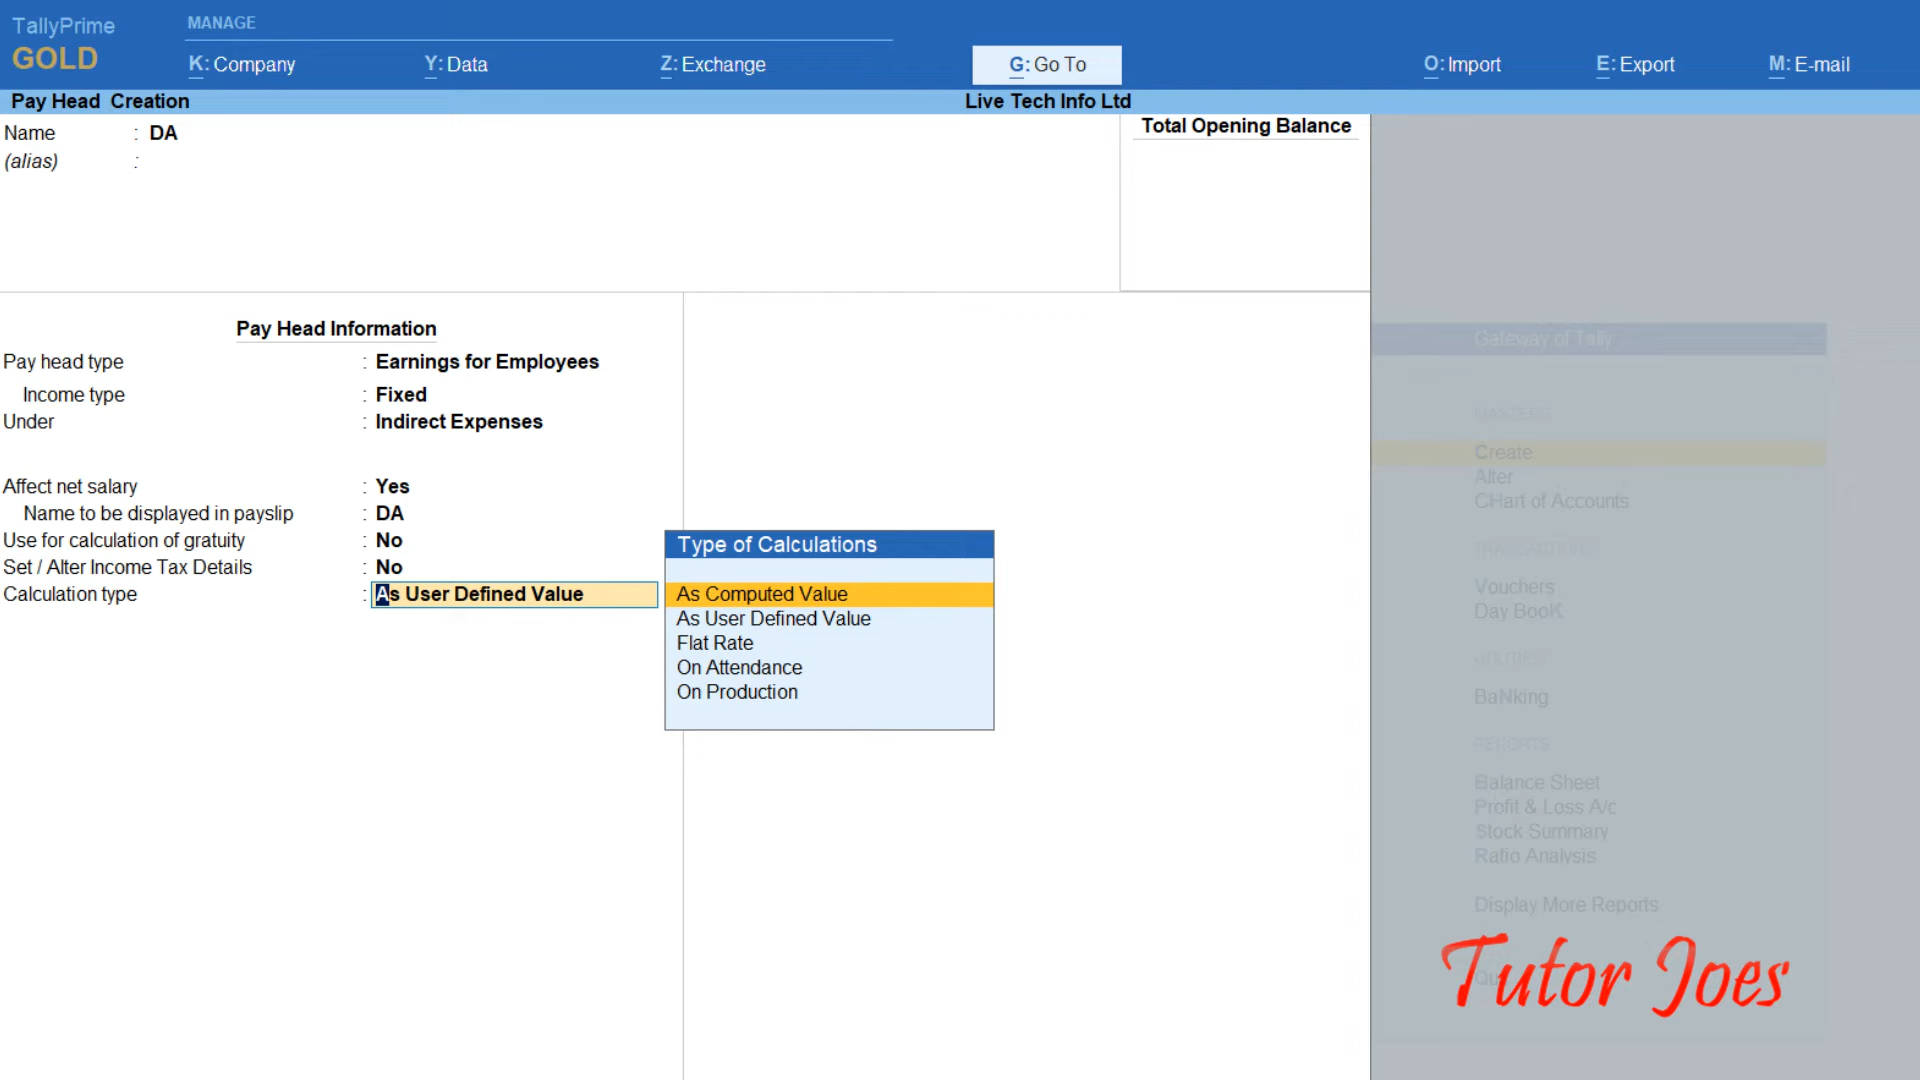 TallyPrime
GOLD
MANAGE
K: Company
Y: Data
Z: Exchange
G: Go To
O: Import
E: Export
M: E-mail
Pay Head Creation
Live Tech Info Ltd
Name : DA
(alias) :
Total Opening Balance
Pay Head Information
Pay head type : Earnings for Employees
Income type : Fixed
Under : Indirect Expenses
Affect net salary : Yes
Name to be displayed in payslip : DA
Use for calculation of gratuity : No
Set / Alter Income Tax Details : No
Calculation type : As User Defined Value
Type of Calculations
As Computed Value
As User Defined Value
Flat Rate
On Attendance
On Production
Gateway of Tally
MASTERS
Create
Alter
CHart of Accounts
TRANSACTIONS
Vouchers
Day BooK
UTILITIES
BaNking
REPORTS
Balance Sheet
Profit & Loss A/c
Stock Summary
Ratio Analysis
Display More Reports
Tutor Joes